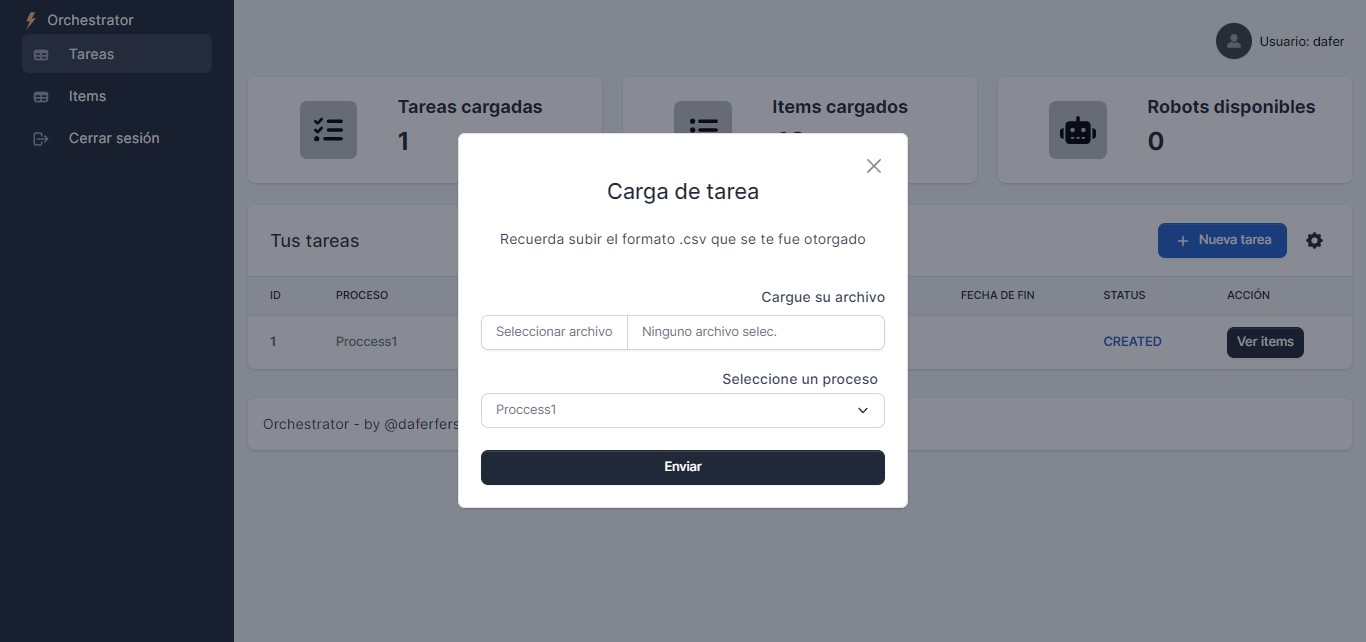 Orchestrator
Tareas
Items
Cerrar sesión
Usuario: dafer
Tareas cargadas
1
Items cargados
Robots disponibles
0
Carga de tarea
Recuerda subir el formato .csv que se te fue otorgado
Cargue su archivo
Seleccionar archivo Ninguno archivo selec.
Seleccione un proceso
Proccess1
Enviar
Tus tareas
Nueva tarea
ID PROCESO FECHA DE FIN STATUS ACCIÓN
1 Proccess1 CREATED Ver items
Orchestrator - by @daferfers